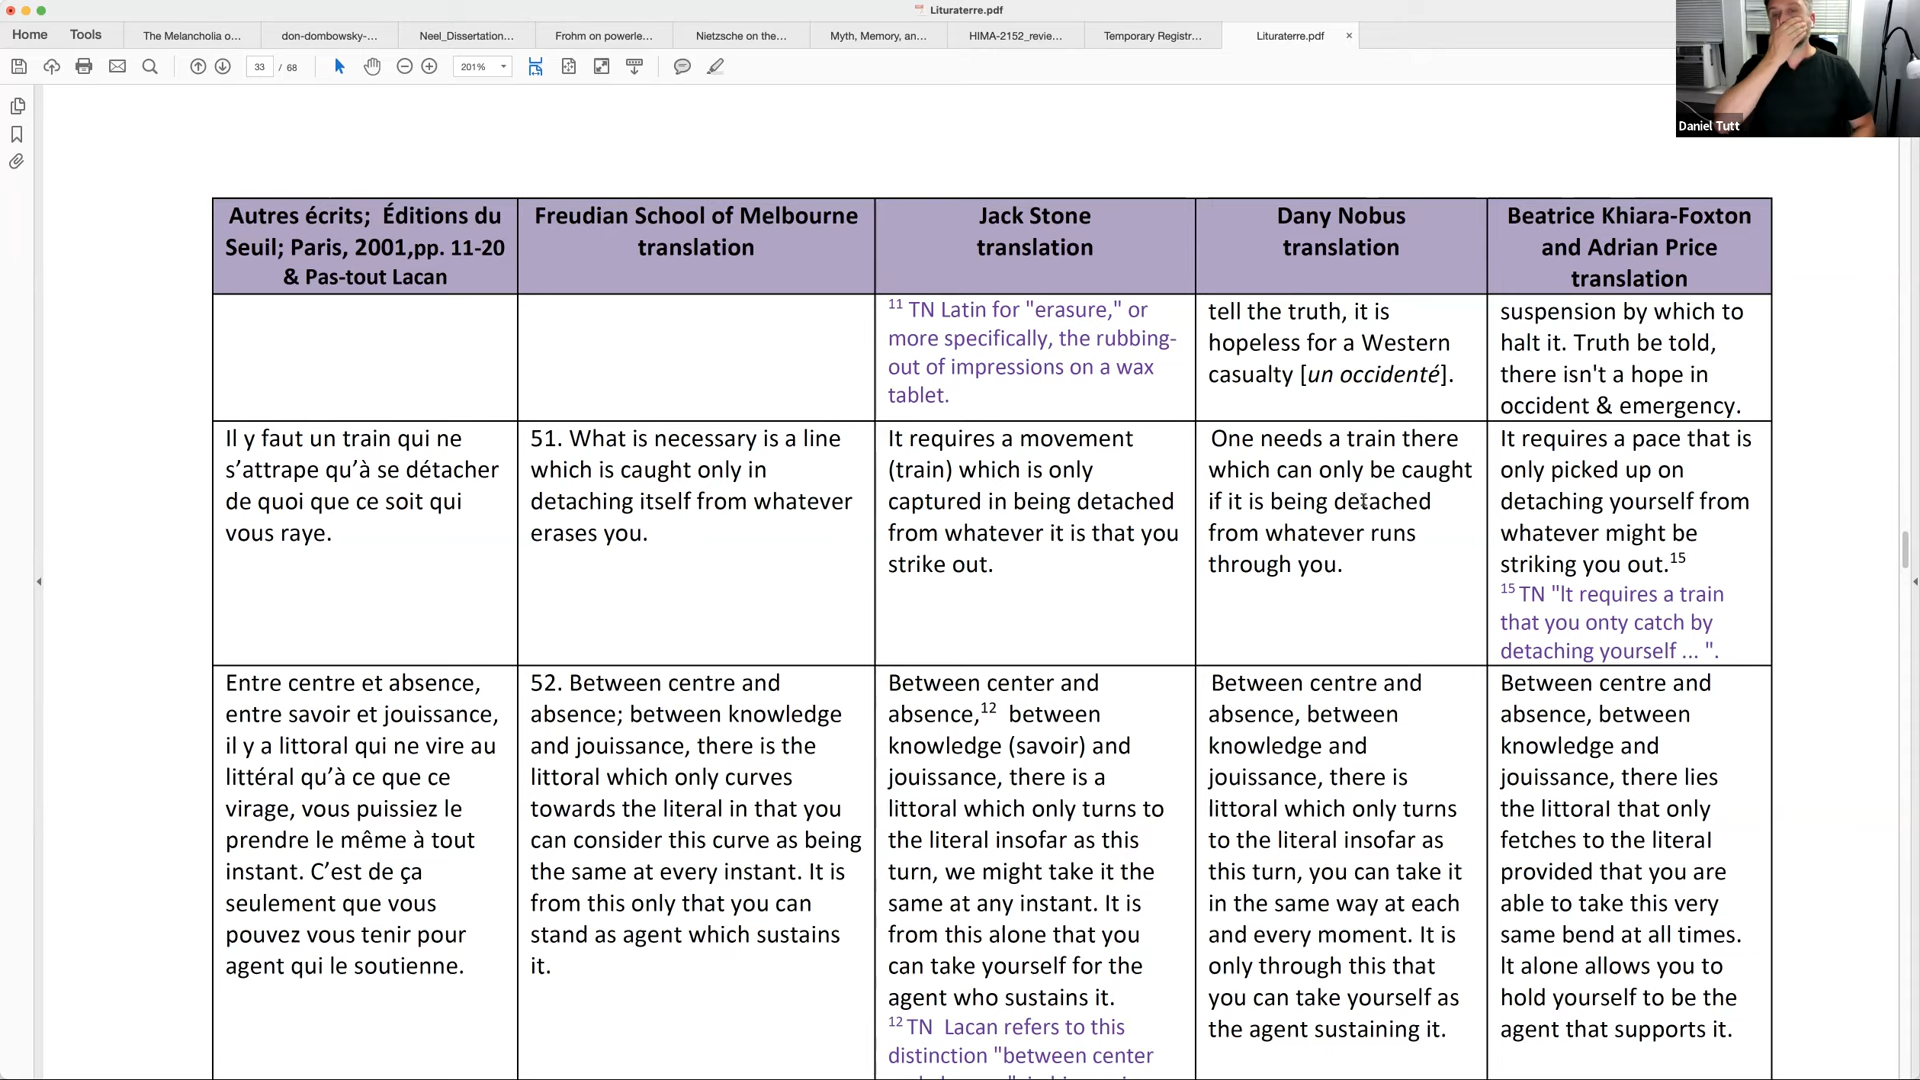 Lituraterre.pdf
Home
Tools
The Melancholia o...
don-dombowsky-...
Neel_Dissertation...
Frohm on powerle...
Nietzsche on the...
Myth, Memory, an...
HIMA-2152_revie...
Temporary Registr...
Lituraterre.pdf
33 / 68
201%
Daniel Tutt
Autres écrits; Éditions du
Seuil; Paris, 2001,pp. 11-20
& Pas-tout Lacan
Freudian School of Melbourne
translation
Jack Stone
translation
Dany Nobus
translation
Beatrice Khiara-Foxton
and Adrian Price
translation
11 TN Latin for "erasure," or
more specifically, the rubbing-
out of impressions on a wax
tablet.
tell the truth, it is
hopeless for a Western
casualty [un occidenté].
suspension by which to
halt it. Truth be told,
there isn't a hope in
occident & emergency.
Il y faut un train qui ne
s’attrape qu’à se détacher
de quoi que ce soit qui
vous raye.
51. What is necessary is a line
which is caught only in
detaching itself from whatever
erases you.
It requires a movement
(train) which is only
captured in being detached
from whatever it is that you
strike out.
One needs a train there
which can only be caught
if it is being detached
from whatever runs
through you.
It requires a pace that is
only picked up on
detaching yourself from
whatever might be
striking you out.15
15 TN "It requires a train
that you onty catch by
detaching yourself ... ".
Entre centre et absence,
entre savoir et jouissance,
il y a littoral qui ne vire au
littéral qu’à ce que ce
virage, vous puissiez le
prendre le même à tout
instant. C’est de ça
seulement que vous
pouvez vous tenir pour
agent qui le soutienne.
52. Between centre and
absence; between knowledge
and jouissance, there is the
littoral which only curves
towards the literal in that you
can consider this curve as being
the same at every instant. It is
from this only that you can
stand as agent which sustains
it.
Between center and
absence,12 between
knowledge (savoir) and
jouissance, there is a
littoral which only turns to
the literal insofar as this
turn, we might take it the
same at any instant. It is
from this alone that you
can take yourself for the
agent who sustains it.
12 TN Lacan refers to this
distinction "between center
Between centre and
absence, between
knowledge and
jouissance, there is
littoral which only turns
to the literal insofar as
this turn, you can take it
in the same way at each
and every moment. It is
only through this that
you can take yourself as
the agent sustaining it.
Between centre and
absence, between
knowledge and
jouissance, there lies
the littoral that only
fetches to the literal
provided that you are
able to take this very
same bend at all times.
It alone allows you to
hold yourself to be the
agent that supports it.